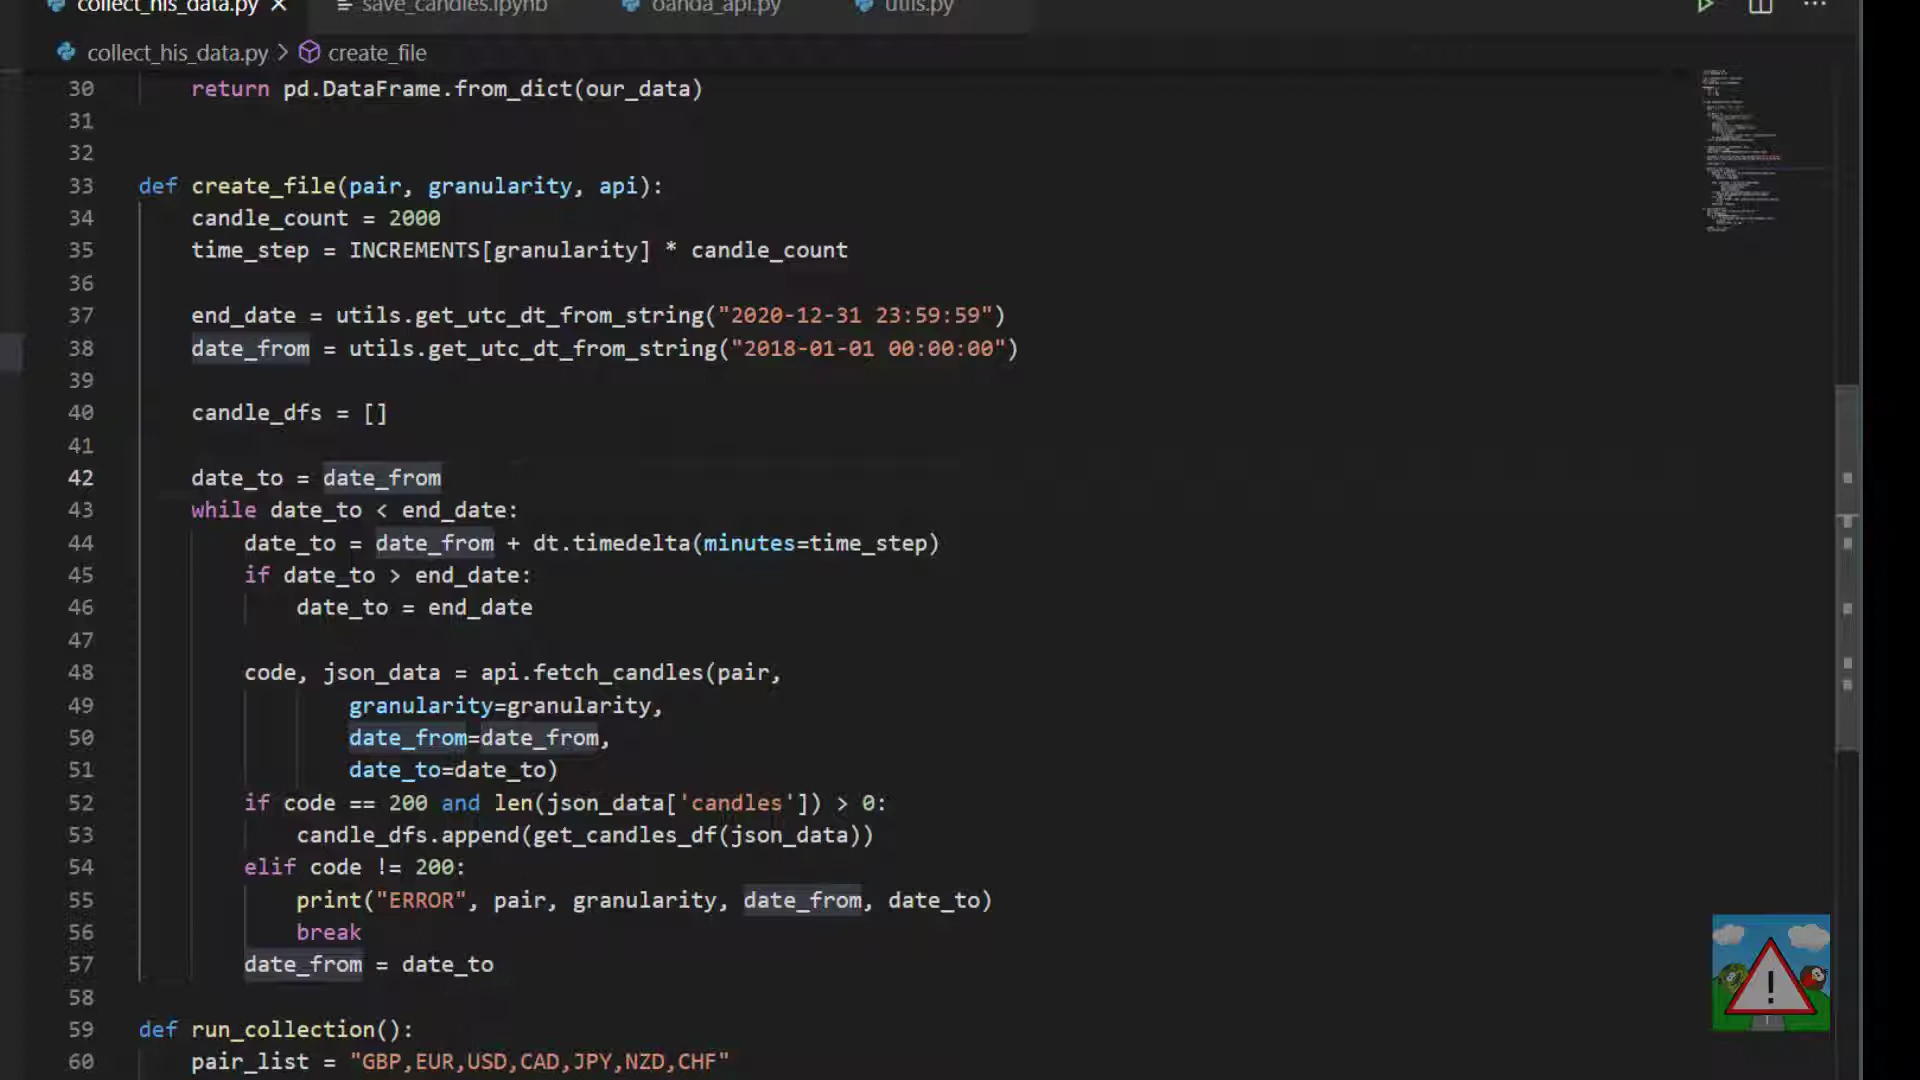 collect_his_data.py × save_candles.ipynb oanda_api.py utils.py
collect_his_data.py > create_file
30 return pd.DataFrame.from_dict(our_data)
31
32
33 def create_file(pair, granularity, api):
34 candle_count = 2000
35 time_step = INCREMENTS[granularity] * candle_count
36
37 end_date = utils.get_utc_dt_from_string("2020-12-31 23:59:59")
38 date_from = utils.get_utc_dt_from_string("2018-01-01 00:00:00")
39
40 candle_dfs = []
41
42 date_to = date_from
43 while date_to < end_date:
44 date_to = date_from + dt.timedelta(minutes=time_step)
45 if date_to > end_date:
46 date_to = end_date
47
48 code, json_data = api.fetch_candles(pair,
49 granularity=granularity,
50 date_from=date_from,
51 date_to=date_to)
52 if code == 200 and len(json_data['candles']) > 0:
53 candle_dfs.append(get_candles_df(json_data))
54 elif code != 200:
55 print("ERROR", pair, granularity, date_from, date_to)
56 break
57 date_from = date_to
58
59 def run_collection():
60 pair_list = "GBP,EUR,USD,CAD,JPY,NZD,CHF"